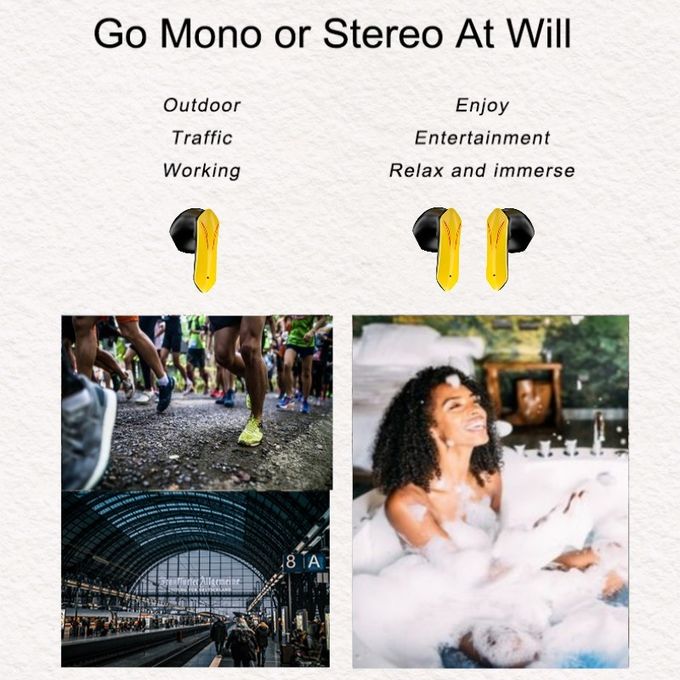 Go Mono or Stereo At Will
Outdoor
Traffic
Working
Enjoy
Entertainment
Relax and immerse
8 A
Frankfurter Allgemeine